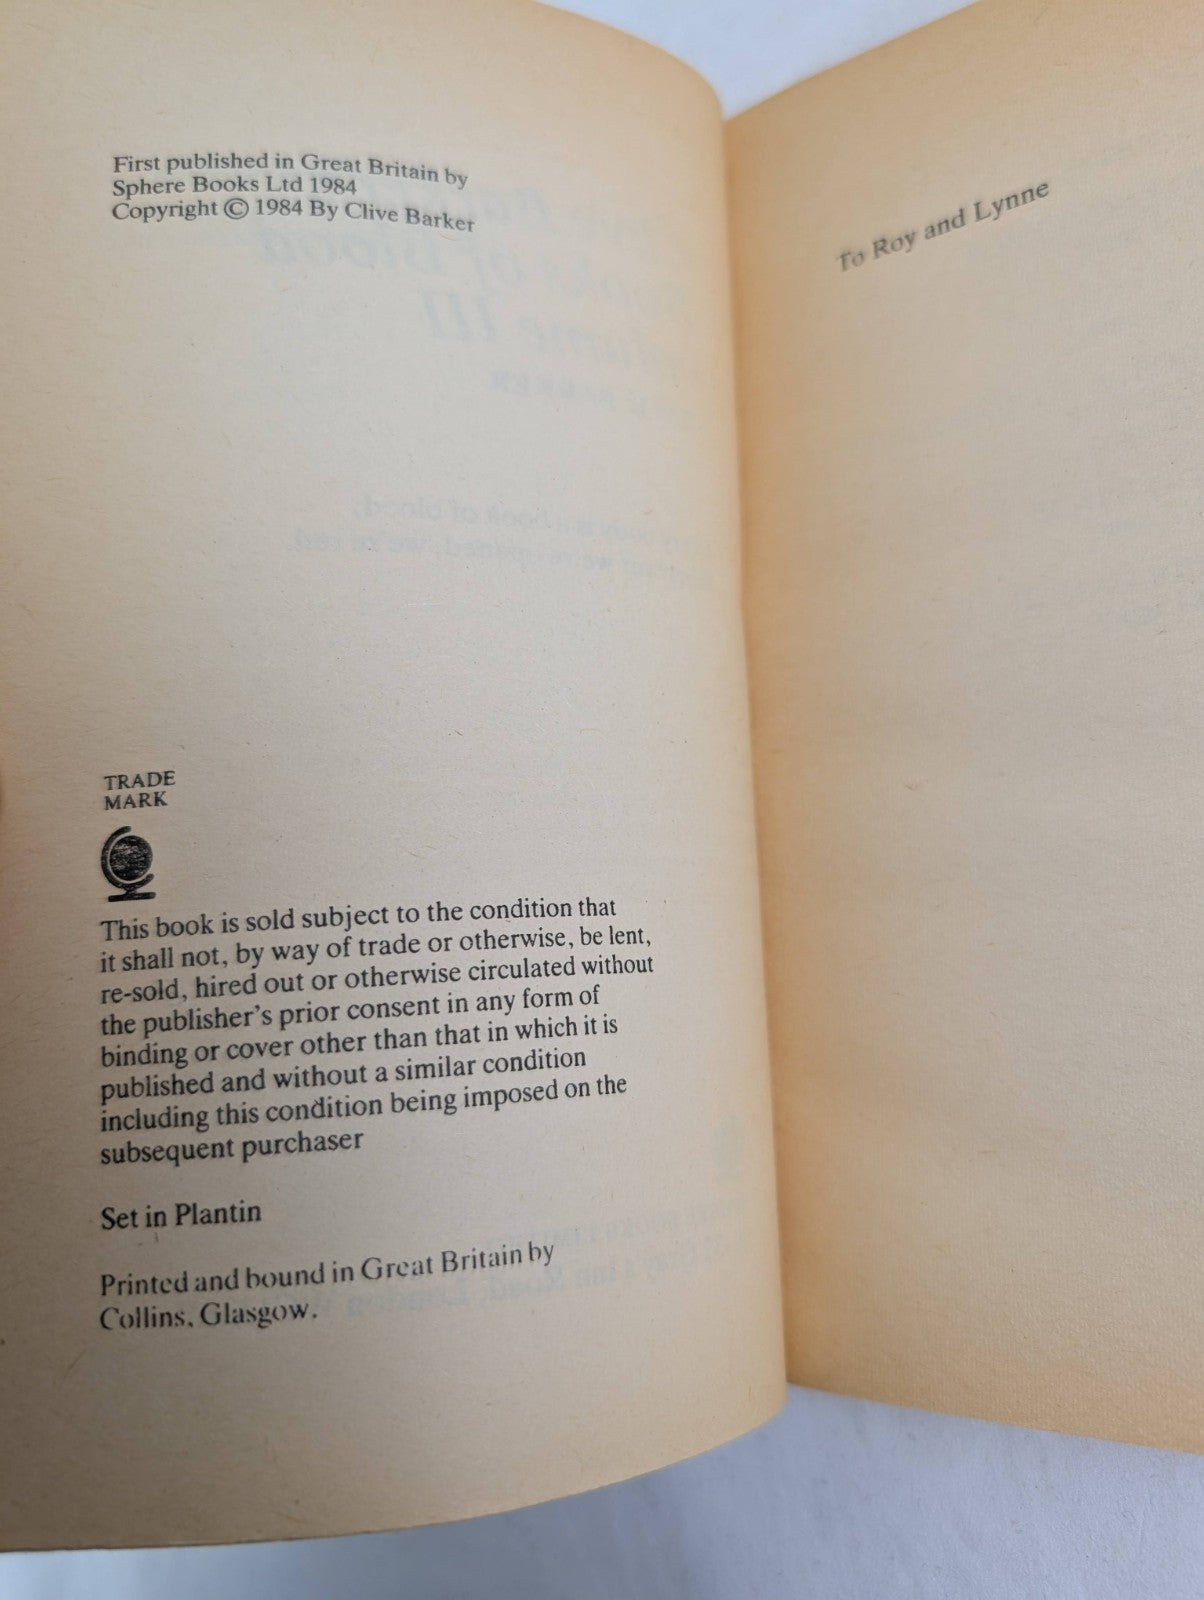 First published in Great Britain by
Sphere Books Ltd 1984
Copyright © 1984 By Clive Barker
TRADE
MARK
This book is sold subject to the condition that
it shall not, by way of trade or otherwise, be lent,
re-sold, hired out or otherwise circulated without
the publisher's prior consent in any form of
binding or cover other than that in which it is
published and without a similar condition
including this condition being imposed on the
subsequent purchaser
Set in Plantin
Printed and bound in Great Britain by
Collins, Glasgow.
To Roy and Lynne